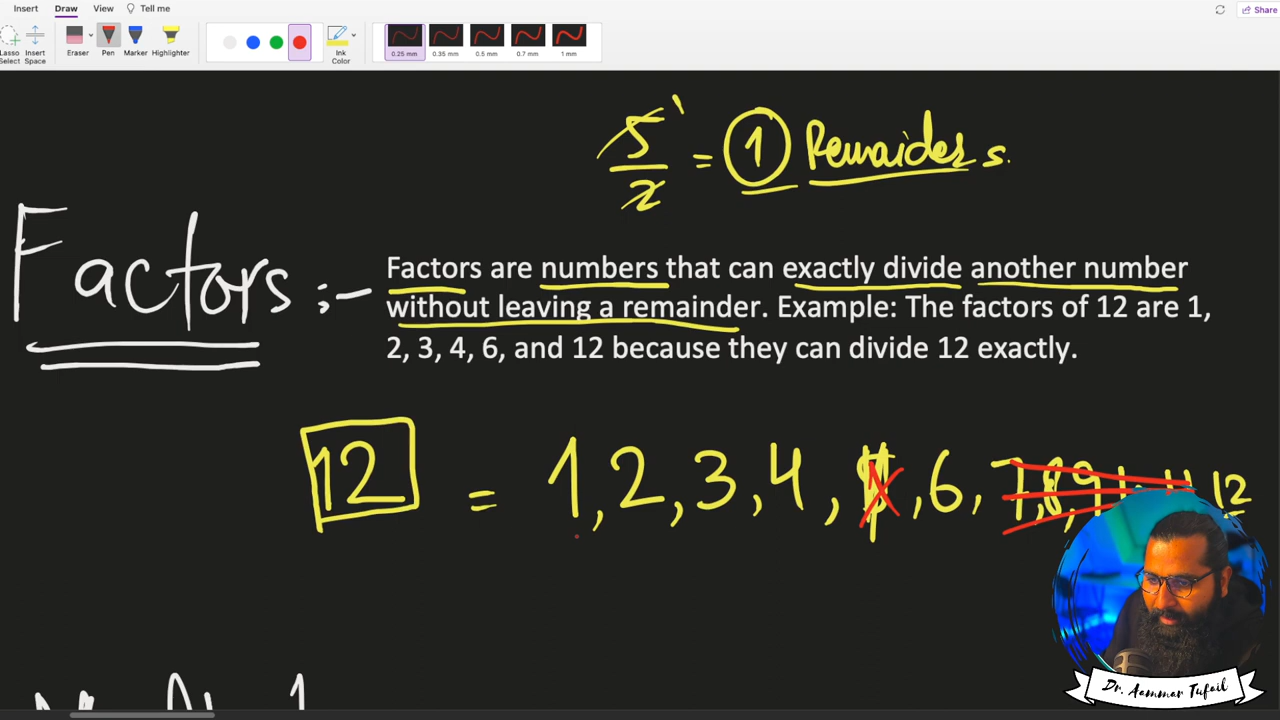 Insert Draw View Tell me Share
Lasso Select Insert Space Eraser Pen Marker Highlighter Ink Color 0.25 mm 0.35 mm 0.5 mm 0.7 mm 1 mm
5/2 = 1 Remaider s.
Factors :-
Factors are numbers that can exactly divide another number
without leaving a remainder. Example: The factors of 12 are 1,
2, 3, 4, 6, and 12 because they can divide 12 exactly.
12 = 1, 2, 3, 4, , 6, 7, 8, 9 12
Dr. Aammar Tufail